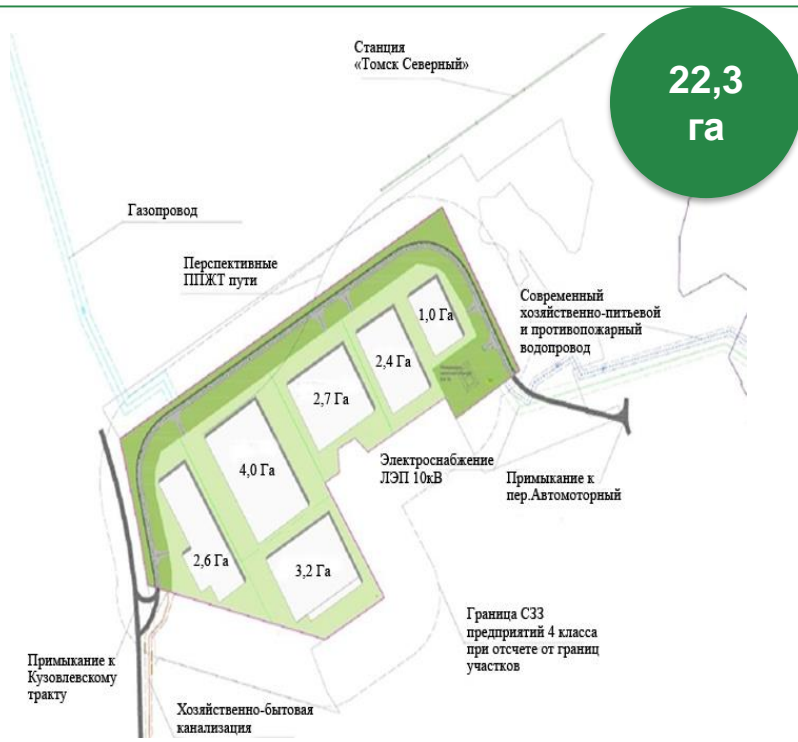 Станция
«Томск Северный»
22,3
га
Газопровод
Перспективные
ППЖТ пути
Современный
хозяйственно-питьевой
и противопожарный
водопровод
1,0 Га
2,4 Га
2,7 Га
4,0 Га
2,6 Га
3,2 Га
Электроснабжение
ЛЭП 10кВ
Примыкание к
пер.Автомоторный
Граница СЗЗ
предприятий 4 класса
при отсчете от границ
участков
Примыкание к
Кузовлевскому
тракту
Хозяйственно-бытовая
канализация